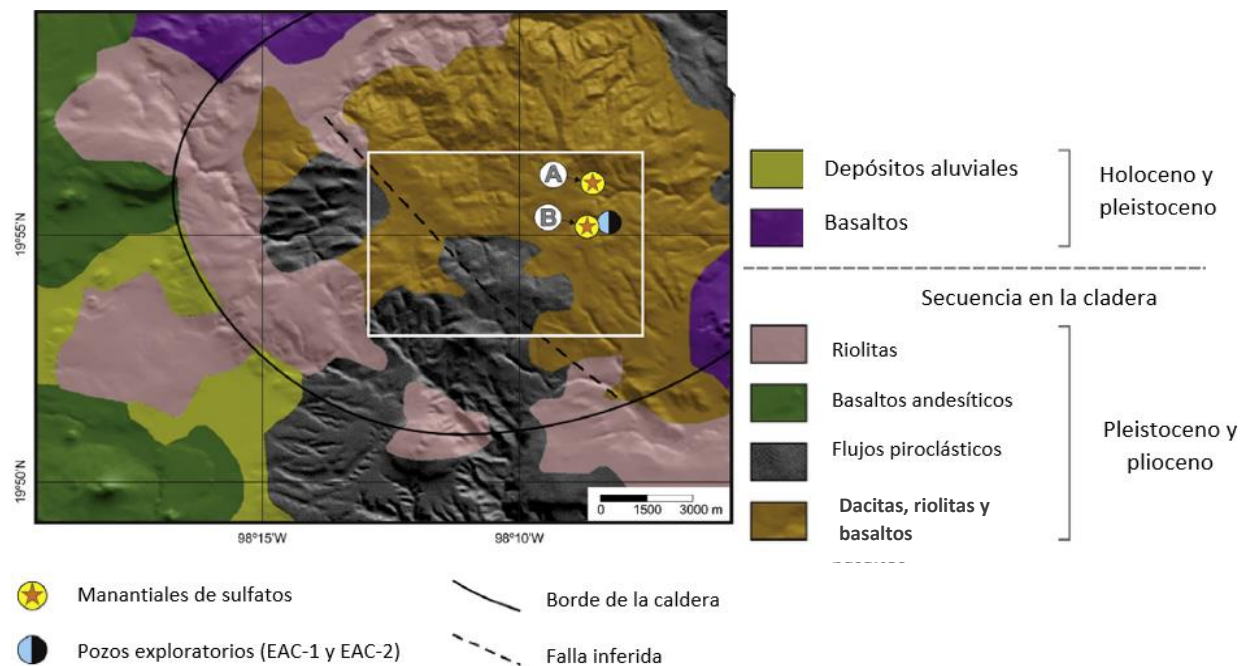 A
B
19°55'N
19°50'N
98°15'W
98°10'W
0 1500 3000 m
Depósitos aluviales
Basaltos
Holoceno y
pleistoceno
Secuencia en la cladera
Riolitas
Basaltos andesíticos
Flujos piroclásticos
Dacitas, riolitas y
basaltos
Pleistoceno y
plioceno
Manantiales de sulfatos
Pozos exploratorios (EAC-1 y EAC-2)
Borde de la caldera
Falla inferida